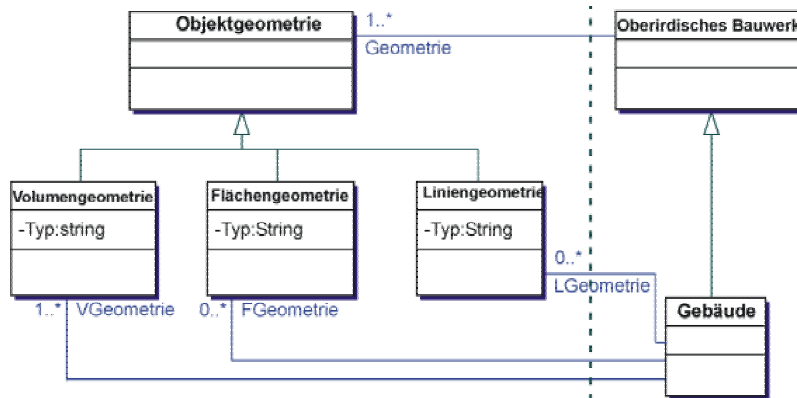 Objektgeometrie
1..*
Geometrie
Oberirdisches Bauwerk
Volumengeometrie
-Typ:string
Flächengeometrie
-Typ:String
Liniengeometrie
-Typ:String
0..*
LGeometrie
1..* VGeometrie
0..* FGeometrie
Gebäude